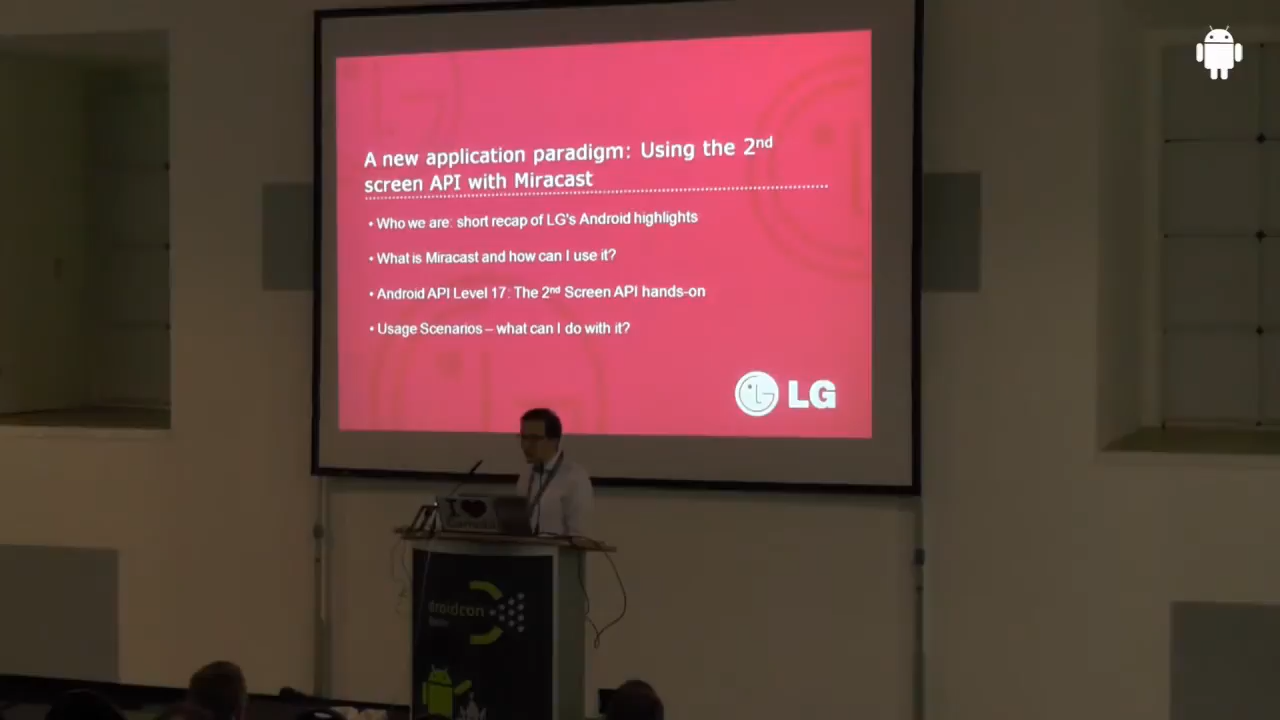 A new application paradigm: Using the 2nd
screen API with Miracast
• Who we are: short recap of LG's Android highlights
• What is Miracast and how can I use it?
• Android API Level 17: The 2nd Screen API hands-on
• Usage Scenarios – what can I do with it?
LG
I
droidcon